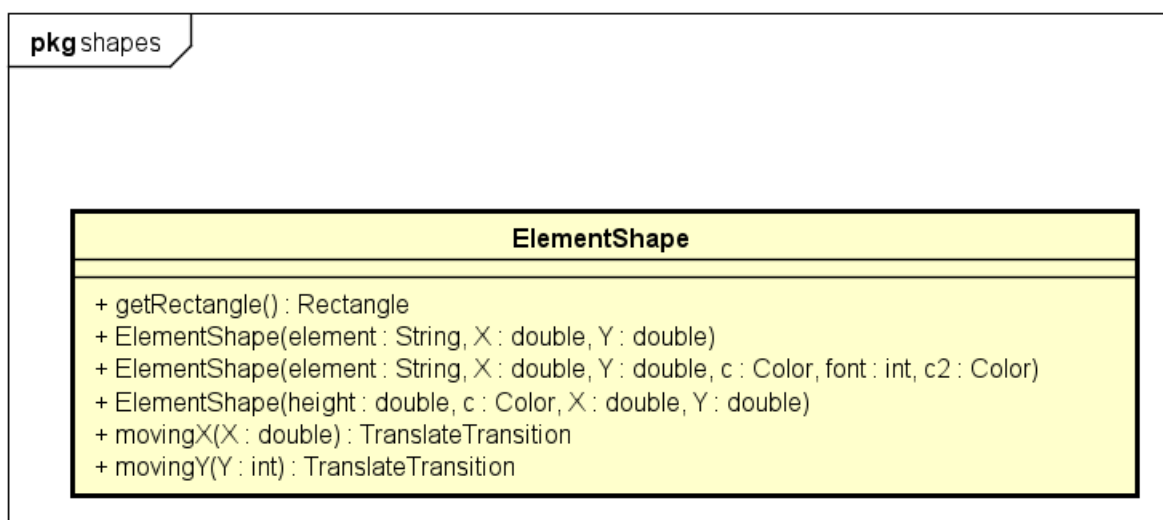 pkg shapes
ElementShape
+ getRectangle() : Rectangle
+ ElementShape(element : String, X : double, Y : double)
+ ElementShape(element : String, X : double, Y : double, c : Color, font : int, c2 : Color)
+ ElementShape(height : double, c : Color, X : double, Y : double)
+ movingX(X : double) : TranslateTransition
+ movingY(Y : int) : TranslateTransition